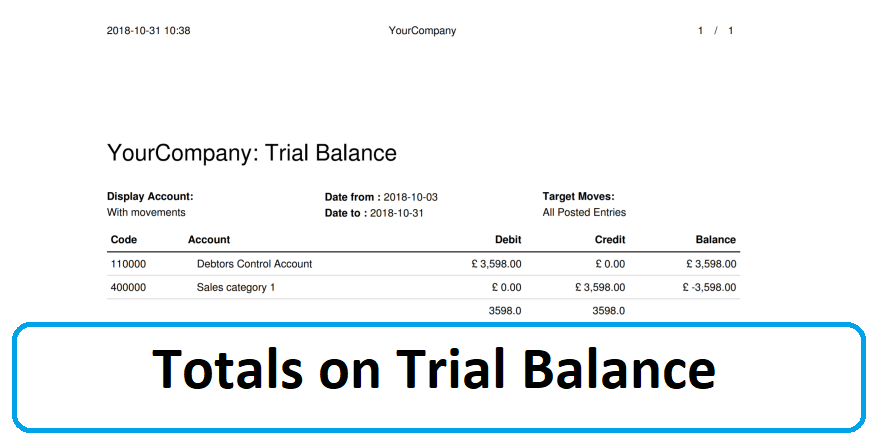 2018-10-31 10:38 YourCompany 1 / 1
YourCompany: Trial Balance
Display Account: Date from : 2018-10-03 Target Moves:
With movements Date to : 2018-10-31 All Posted Entries
Code Account Debit Credit Balance
110000 Debtors Control Account £ 3,598.00 £ 0.00 £ 3,598.00
400000 Sales category 1 £ 0.00 £ 3,598.00 £ -3,598.00
3598.0 3598.0
Totals on Trial Balance